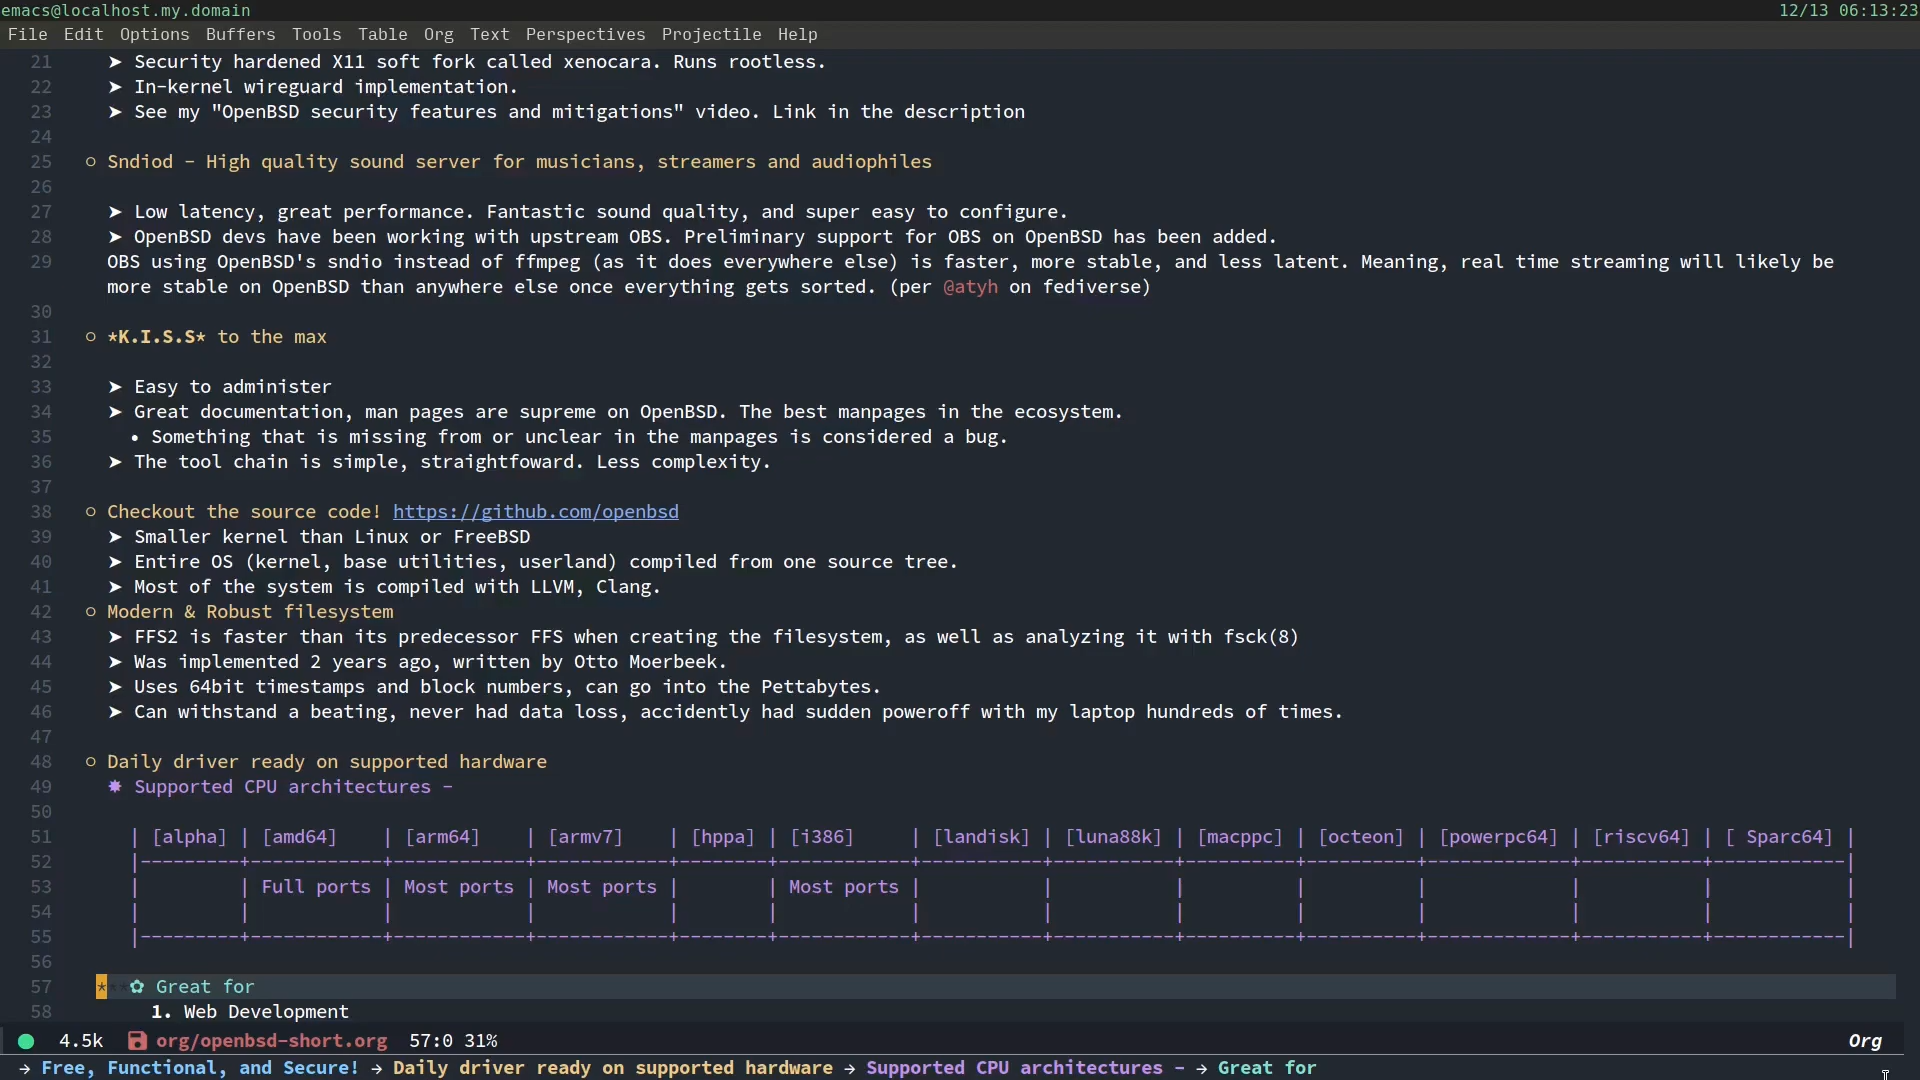 emacs@localhost.my.domain 12/13 06:13:23
File Edit Options Buffers Tools Table Org Text Perspectives Projectile Help
21 ➤ Security hardened X11 soft fork called xenocara. Runs rootless.
22 ➤ In-kernel wireguard implementation.
23 ➤ See my "OpenBSD security features and mitigations" video. Link in the description
24
25 ○ Sndiod - High quality sound server for musicians, streamers and audiophiles
26
27 ➤ Low latency, great performance. Fantastic sound quality, and super easy to configure.
28 ➤ OpenBSD devs have been working with upstream OBS. Preliminary support for OBS on OpenBSD has been added.
29 OBS using OpenBSD's sndio instead of ffmpeg (as it does everywhere else) is faster, more stable, and less latent. Meaning, real time streaming will likely be
more stable on OpenBSD than anywhere else once everything gets sorted. (per @atyh on fediverse)
30
31 ○ *K.I.S.S* to the max
32
33 ➤ Easy to administer
34 ➤ Great documentation, man pages are supreme on OpenBSD. The best manpages in the ecosystem.
35 • Something that is missing from or unclear in the manpages is considered a bug.
36 ➤ The tool chain is simple, straightfoward. Less complexity.
37
38 ○ Checkout the source code! https://github.com/openbsd
39 ➤ Smaller kernel than Linux or FreeBSD
40 ➤ Entire OS (kernel, base utilities, userland) compiled from one source tree.
41 ➤ Most of the system is compiled with LLVM, Clang.
42 ○ Modern & Robust filesystem
43 ➤ FFS2 is faster than its predecessor FFS when creating the filesystem, as well as analyzing it with fsck(8)
44 ➤ Was implemented 2 years ago, written by Otto Moerbeek.
45 ➤ Uses 64bit timestamps and block numbers, can go into the Pettabytes.
46 ➤ Can withstand a beating, never had data loss, accidently had sudden poweroff with my laptop hundreds of times.
47
48 ○ Daily driver ready on supported hardware
49 ✸ Supported CPU architectures -
50
51 | [alpha] | [amd64] | [arm64] | [armv7] | [hppa] | [i386] | [landisk] | [luna88k] | [macppc] | [octeon] | [powerpc64] | [riscv64] | [ Sparc64] |
52 |---------+------------+------------+------------+--------+------------+-----------+-----------+----------+----------+-------------+-----------+------------|
53 | | Full ports | Most ports | Most ports | | Most ports | | | | | | | |
54 | | | | | | | | | | | | | |
55 |---------+------------+------------+------------+--------+------------+-----------+-----------+----------+----------+-------------+-----------+------------|
56
57 ***✿ Great for
58 1. Web Development
4.5k org/openbsd-short.org 57:0 31% Org
→ Free, Functional, and Secure! → Daily driver ready on supported hardware → Supported CPU architectures - → Great for